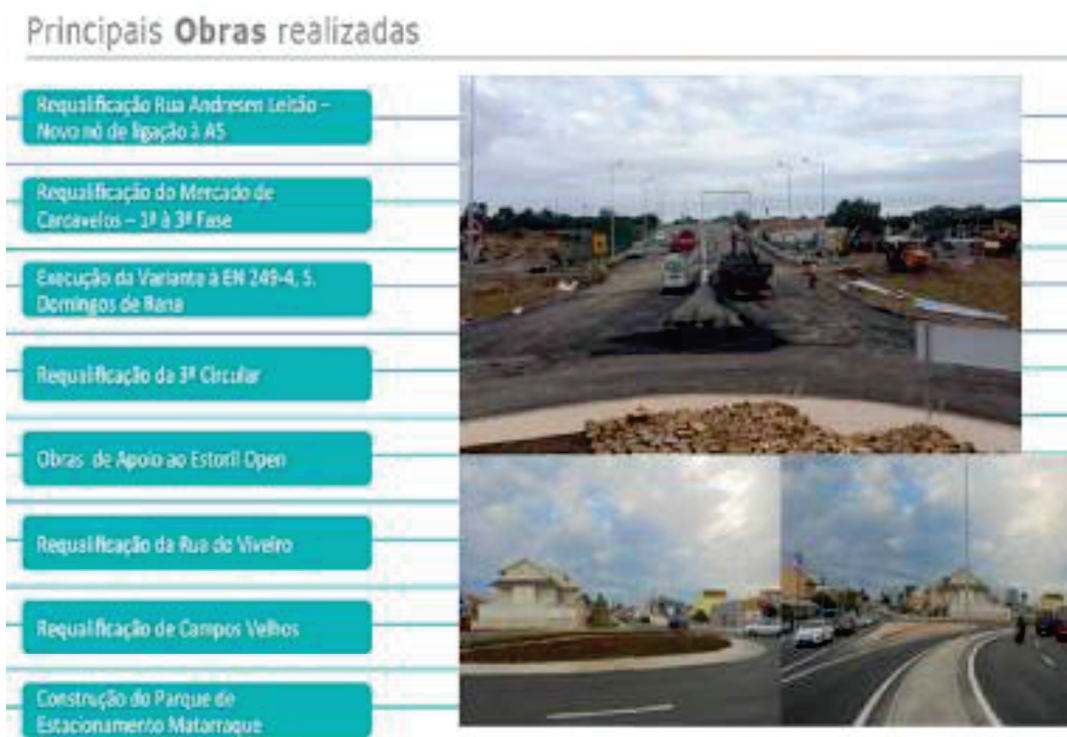 Principais Obras realizadas
Requalificação Rua Andresen Leitão –
Novo nó de ligação à A5
Requalificação do Mercado de
Carcavelos – 1ª à 3ª Fase
Execução da Variante à EN 249-4, S.
Domingos de Rana
Requalificação da 3ª Circular
Obras de Apoio ao Estoril Open
Requalificação da Rua do Viveiro
Requalificação de Campos Velhos
Construção do Parque de
Estacionamento Matarraque